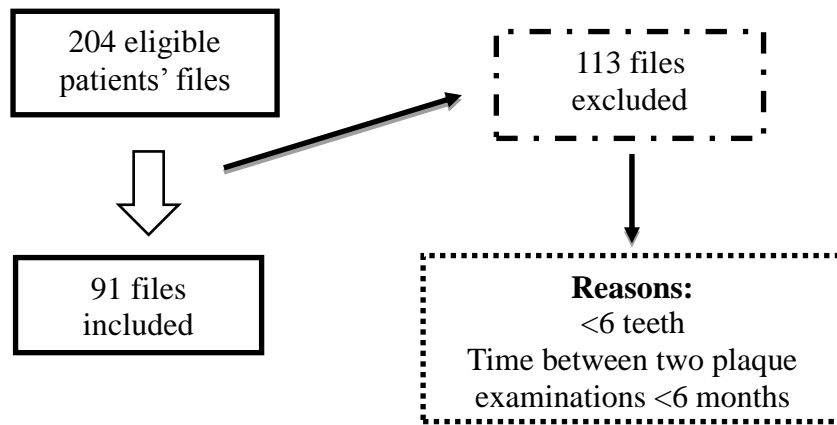 204 eligible
patients’ files
113 files
excluded
91 files
included
Reasons:
<6 teeth
Time between two plaque
examinations <6 months